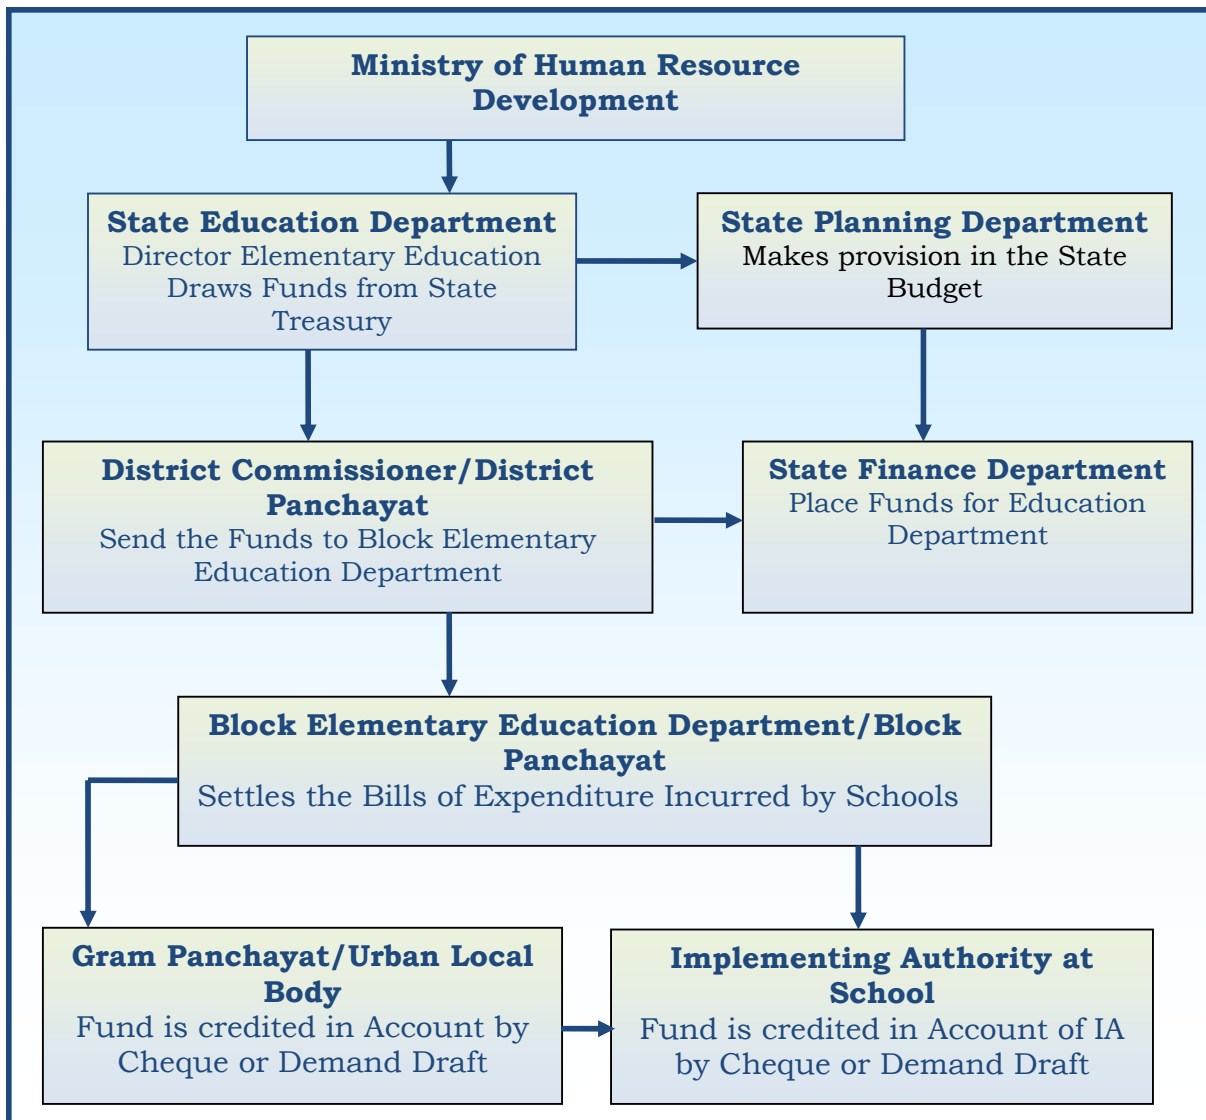 Ministry of Human Resource
Development
State Education Department
Director Elementary Education
Draws Funds from State
Treasury
State Planning Department
Makes provision in the State
Budget
District Commissioner/District
Panchayat
Send the Funds to Block Elementary
Education Department
State Finance Department
Place Funds for Education
Department
Block Elementary Education Department/Block
Panchayat
Settles the Bills of Expenditure Incurred by Schools
Gram Panchayat/Urban Local
Body
Fund is credited in Account by
Cheque or Demand Draft
Implementing Authority at
School
Fund is credited in Account of IA
by Cheque or Demand Draft